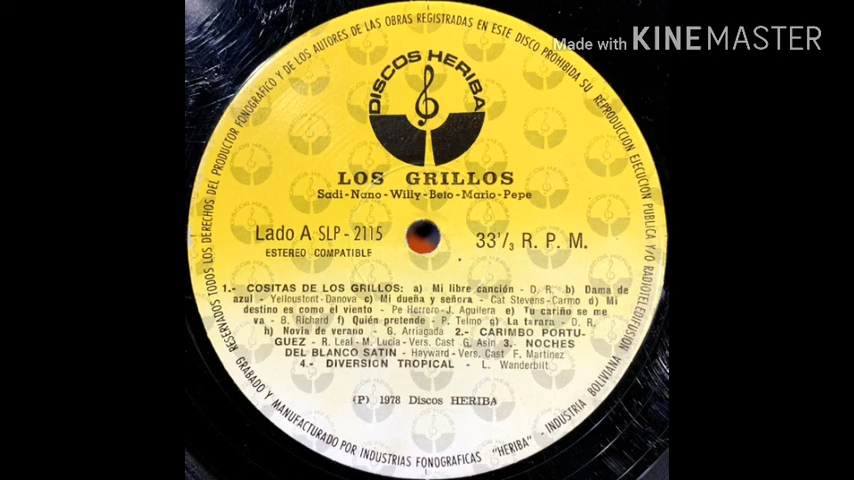 RESERVADOS TODOS LOS DERECHOS DEL PRODUCTOR FONOGRAFICO Y DE LOS AUTORES DE LAS OBRAS REGISTRADAS EN ESTE DISCO PROHIBIDA SU REPRODUCCION EJECUCION PUBLICA Y/O RADIOTELEDIFUSION
Made with KINEMASTER
DISCOS HERIBA
LOS GRILLOS
Sadi-Nano-Willy-Beto-Mario-Pepe
Lado A SLP - 2115
ESTEREO COMPATIBLE
33 1/3 R. P. M.
1.- COSITAS DE LOS GRILLOS: a) Mi libre canción - D. R. b) Dama de
azul - Yelloustont-Danova c) Mi dueña y señora - Cat Stevens-Carmo d) Mi
destino es como el viento - Pe Herrero-J. Aguilera e) Tu cariño se me
va - B. Richard f) Quién pretende - P. Telmo g) La tarara - D. R.
h) Novia de verano - G. Arriagada 2.- CARIMBO PORTU-
GUEZ - R. Leal-M. Lucia-Vers. Cast G. Asin 3.- NOCHES
DEL BLANCO SATIN - Hayward-Vers. Cast F. Martínez
4.- DIVERSION TROPICAL - L. Wanderbilt
(P) 1978 Discos HERIBA
GRABADO Y MANUFACTURADO POR INDUSTRIAS FONOGRAFICAS "HERIBA" - INDUSTRIA BOLIVIANA